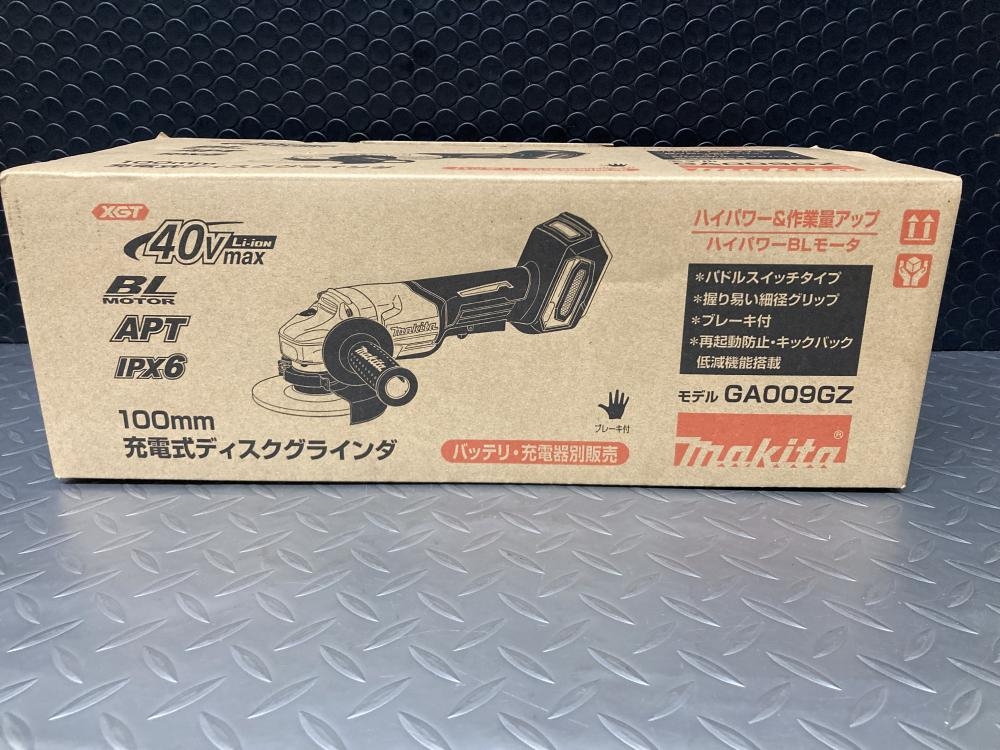 100mm
XGT
40Vmax Li-ion
BL
MOTOR
APT
IPX6
100mm
充電式ディスクグラインダ
makita
makita
ブレーキ付
バッテリ・充電器別販売
ハイパワー&作業量アップ
ハイパワーBLモータ
*パドルスイッチタイプ
*握り易い細径グリップ
*ブレーキ付
*再起動防止・キックバック
低減機能搭載
モデル GA009GZ
makita®